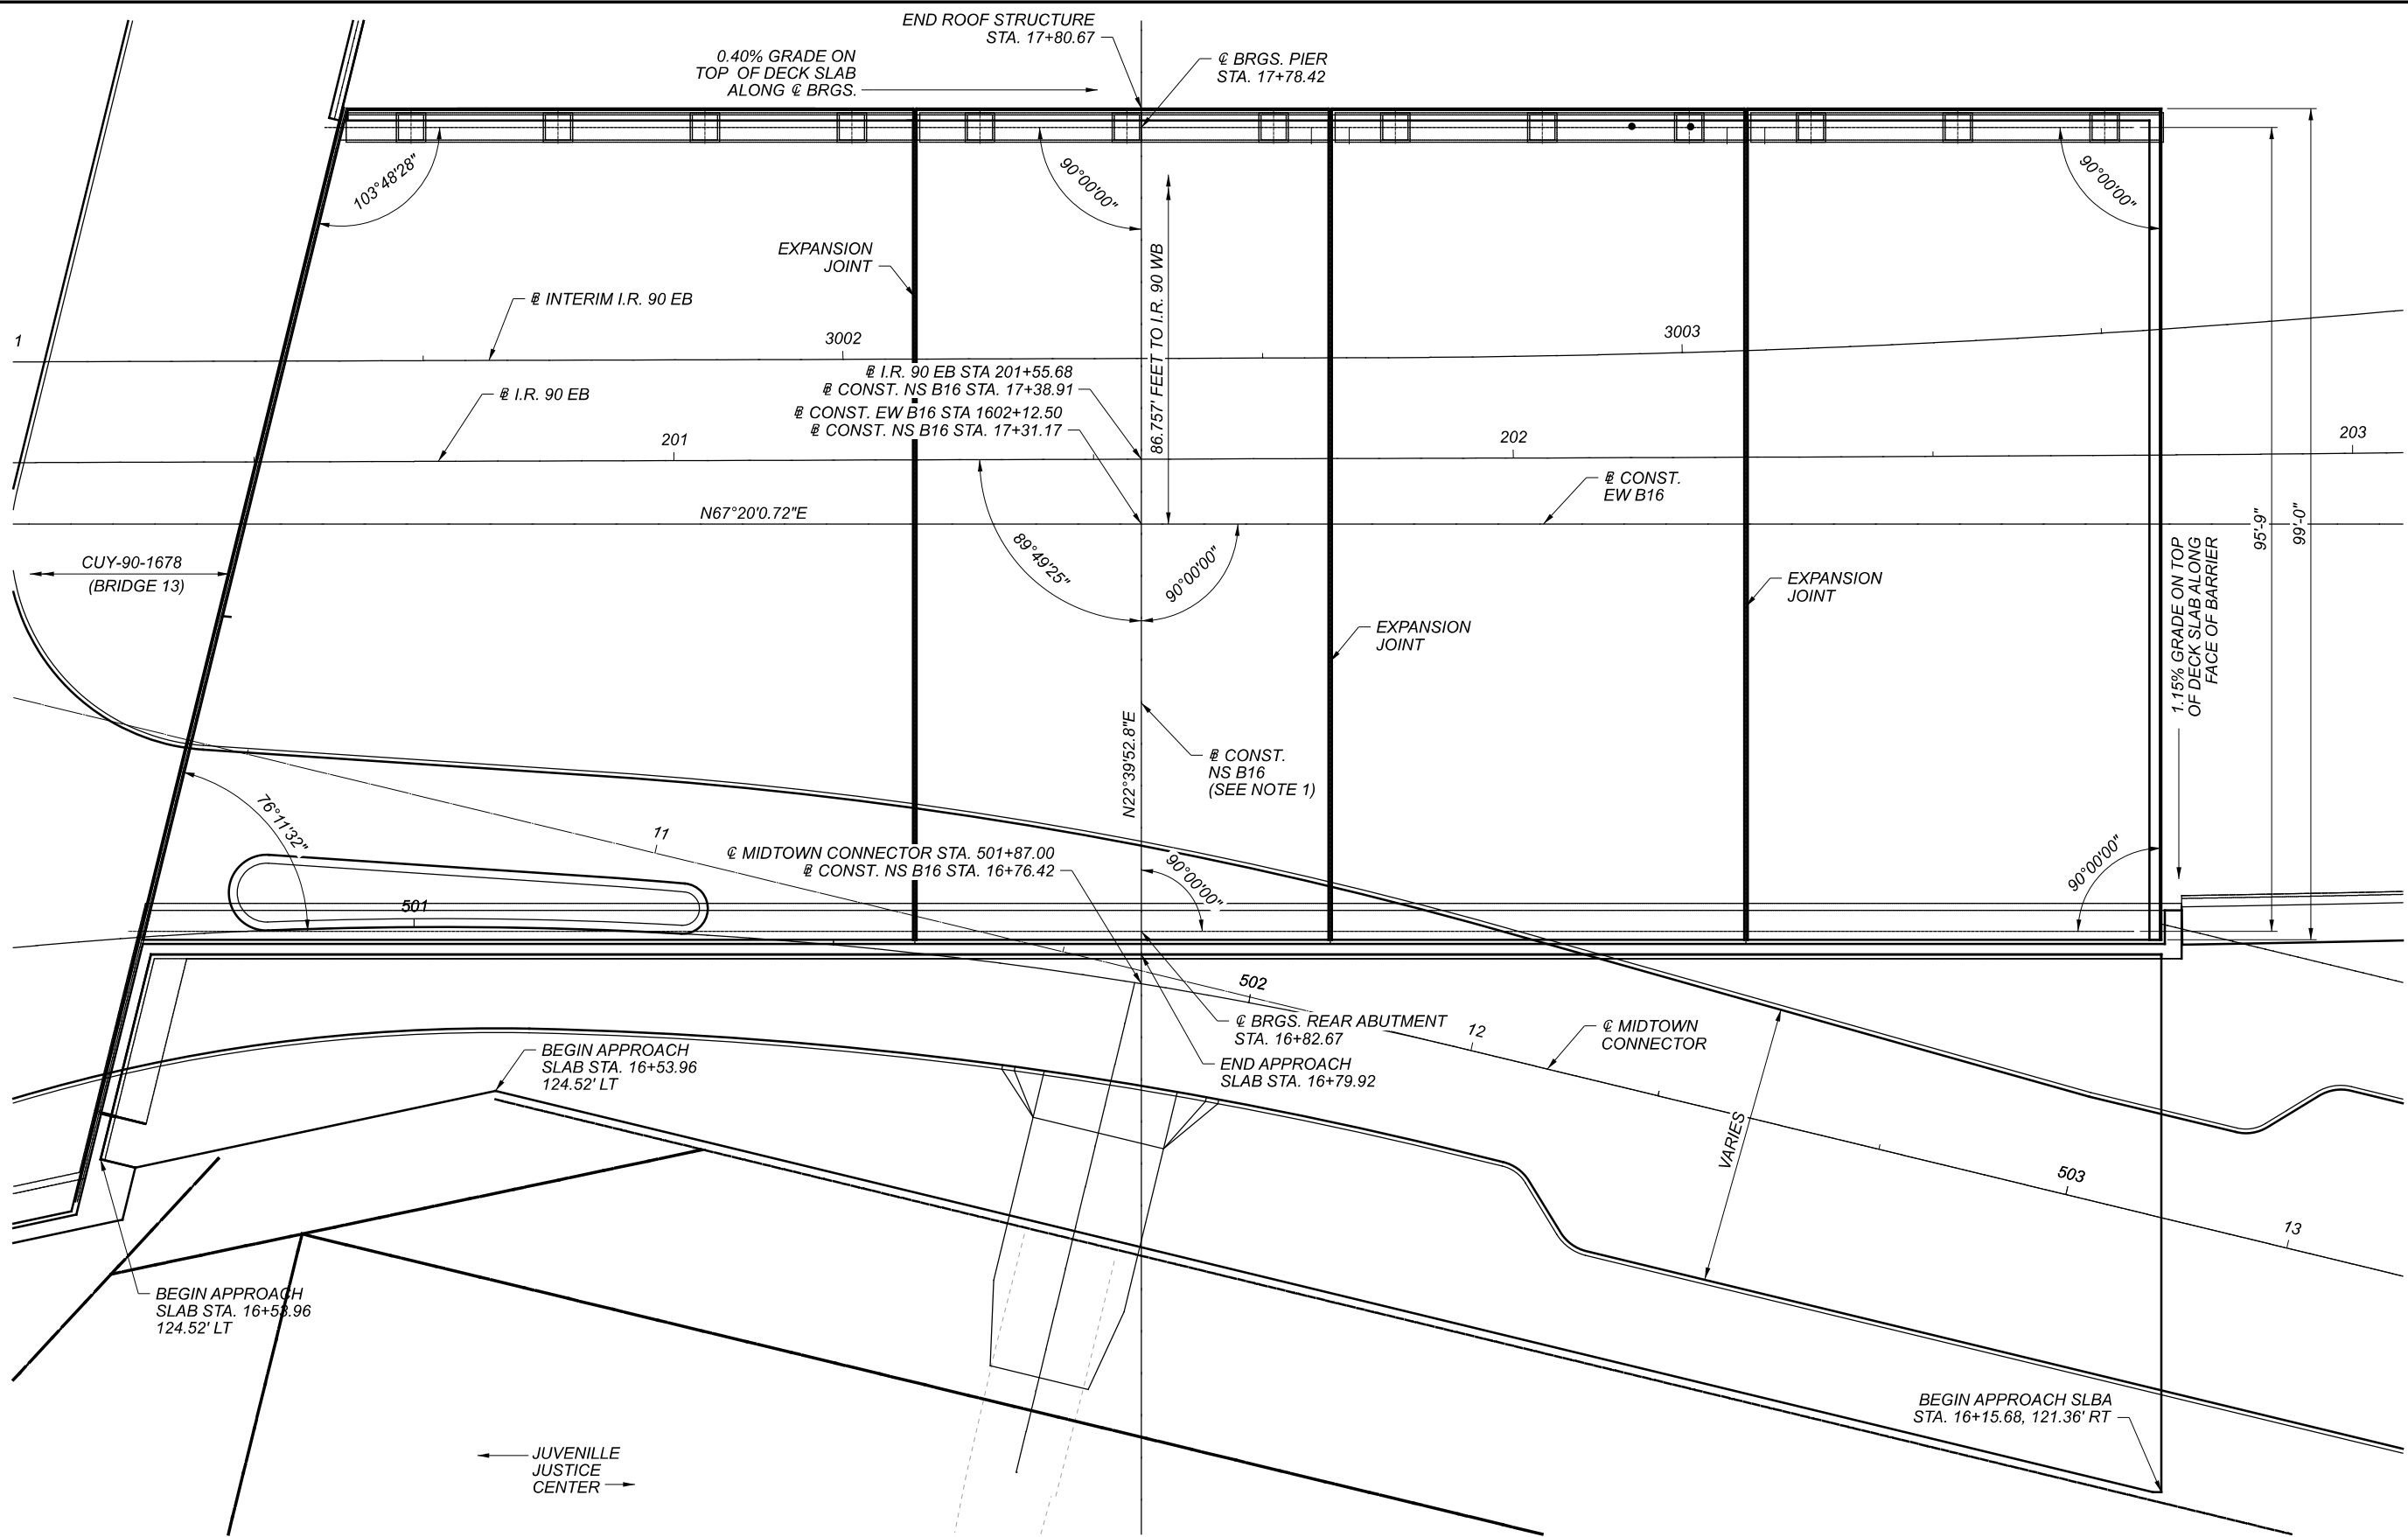 END ROOF STRUCTURE
STA. 17+80.67
0.40% GRADE ON
TOP OF DECK SLAB
ALONG ℄ BRGS.
℄ BRGS. PIER
STA. 17+78.42
103°48'28"
90°00'00"
90°00'00"
EXPANSION
JOINT
86.757' FEET TO I.R. 90 WB
℄ INTERIM I.R. 90 EB
1
3002
3003
℄ I.R. 90 EB STA 201+55.68
℄ CONST. NS B16 STA. 17+38.91
℄ I.R. 90 EB
℄ CONST. EW B16 STA 1602+12.50
℄ CONST. NS B16 STA. 17+31.17
201
202
203
℄ CONST.
EW B16
N67°20'0.72"E
89°49'25"
90°00'00"
95'-9"
99'-0"
CUY-90-1678
(BRIDGE 13)
EXPANSION
JOINT
EXPANSION
JOINT
1.15% GRADE ON TOP
OF DECK SLAB ALONG
FACE OF BARRIER
N22°39'52.8"E
℄ CONST.
NS B16
(SEE NOTE 1)
76°11'32"
11
℄ MIDTOWN CONNECTOR STA. 501+87.00
℄ CONST. NS B16 STA. 16+76.42
90°00'00"
90°00'00"
501
502
℄ BRGS. REAR ABUTMENT
STA. 16+82.67
12
℄ MIDTOWN
CONNECTOR
BEGIN APPROACH
SLAB STA. 16+53.96
124.52' LT
END APPROACH
SLAB STA. 16+79.92
VARIES
503
13
BEGIN APPROACH
SLAB STA. 16+53.96
124.52' LT
BEGIN APPROACH SLBA
STA. 16+15.68, 121.36' RT
JUVENILLE
JUSTICE
CENTER